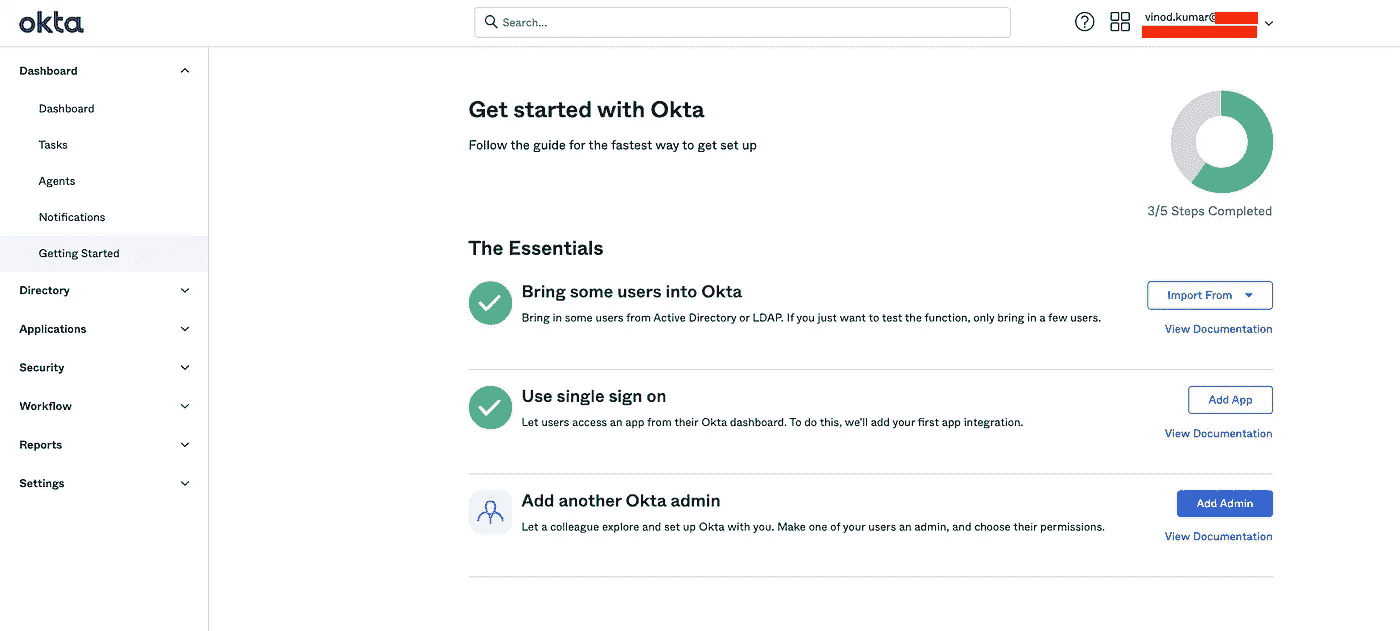 okta
Search...
vinod.kumar@
Dashboard
Dashboard
Tasks
Agents
Notifications
Getting Started
Directory
Applications
Security
Workflow
Reports
Settings
Get started with Okta
Follow the guide for the fastest way to get set up
3/5 Steps Completed
The Essentials
Bring some users into Okta
Bring in some users from Active Directory or LDAP. If you just want to test the function, only bring in a few users.
Import From
View Documentation
Use single sign on
Let users access an app from their Okta dashboard. To do this, we'll add your first app integration.
Add App
View Documentation
Add another Okta admin
Let a colleague explore and set up Okta with you. Make one of your users an admin, and choose their permissions.
Add Admin
View Documentation